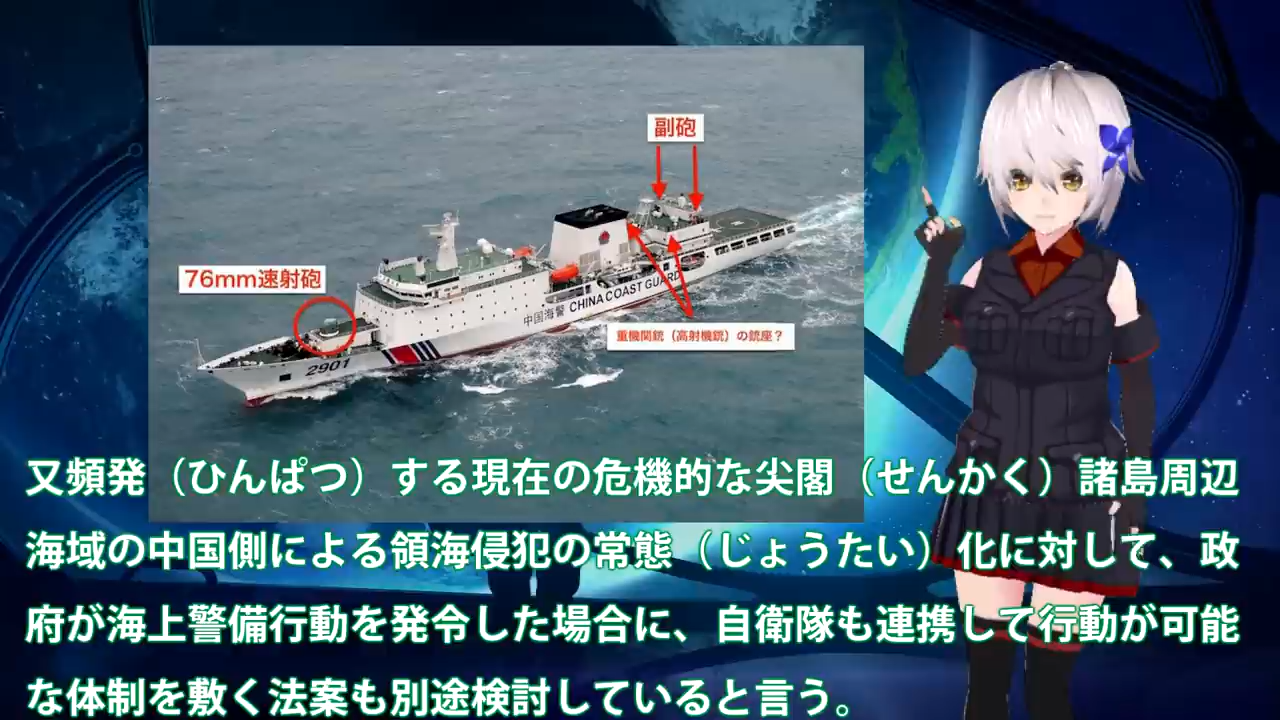 副砲
76mm速射砲
中国海警 CHINA COAST GUARD
重機関銃（高射機銃）の銃座？
2901
又頻発（ひんぱつ）する現在の危機的な尖閣（せんかく）諸島周辺
海域の中国側による領海侵犯の常態（じょうたい）化に対して、政
府が海上警備行動を発令した場合に、自衛隊も連携して行動が可能
な体制を敷く法案も別途検討していると言う。